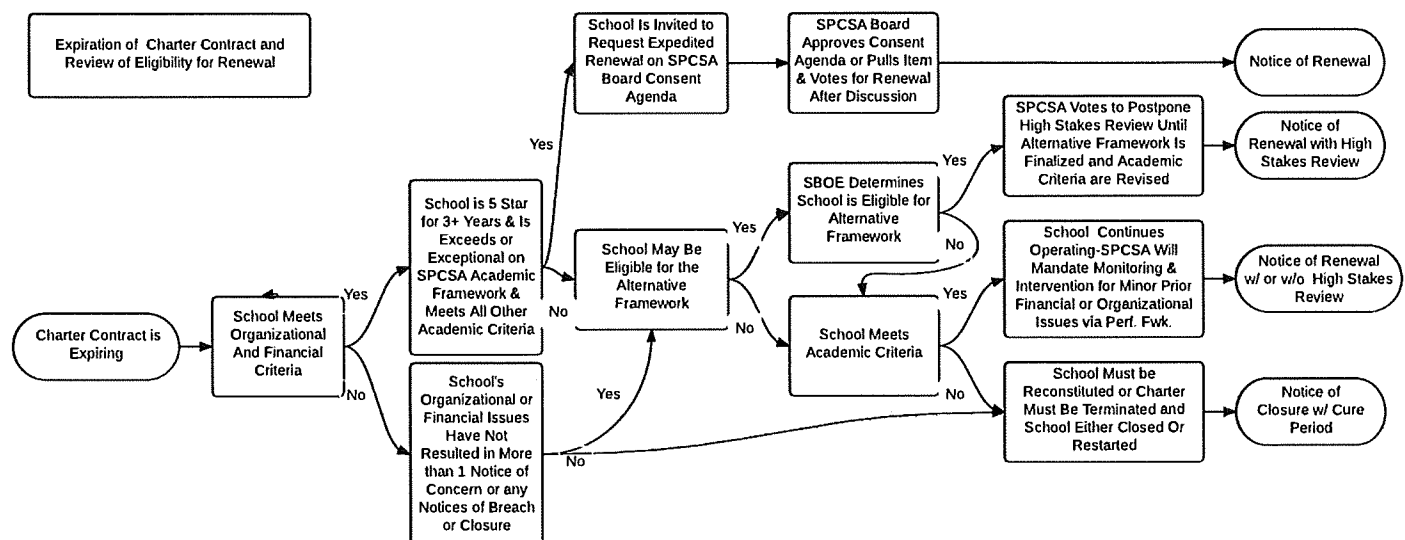 Expiration of Charter Contract and
Review of Eligibility for Renewal
Charter Contract is
Expiring
School Meets
Organizational
And Financial
Criteria
Yes
No
School is 5 Star
for 3+ Years & Is
Exceeds or
Exceptional on
SPCSA Academic
Framework &
Meets All Other
Academic Criteria
Yes
No
School's
Organizational or
Financial Issues
Have Not
Resulted in More
than 1 Notice of
Concern or any
Notices of Breach
or Closure
Yes
No
School Is Invited to
Request Expedited
Renewal on SPCSA
Board Consent
Agenda
SPCSA Board
Approves Consent
Agenda or Pulls Item
& Votes for Renewal
After Discussion
Notice of Renewal
School May Be
Eligible for the
Alternative
Framework
Yes
No
SBOE Determines
School is Eligible for
Alternative
Framework
Yes
No
SPCSA Votes to Postpone
High Stakes Review Until
Alternative Framework Is
Finalized and Academic
Criteria are Revised
Notice of
Renewal with High
Stakes Review
School Meets
Academic Criteria
Yes
No
School Continues
Operating-SPCSA Will
Mandate Monitoring &
Intervention for Minor Prior
Financial or Organizational
Issues via Perf. Fwk.
Notice of Renewal
w/ or w/o High Stakes
Review
School Must be
Reconstituted or Charter
Must Be Terminated and
School Either Closed Or
Restarted
Notice of
Closure w/ Cure
Period